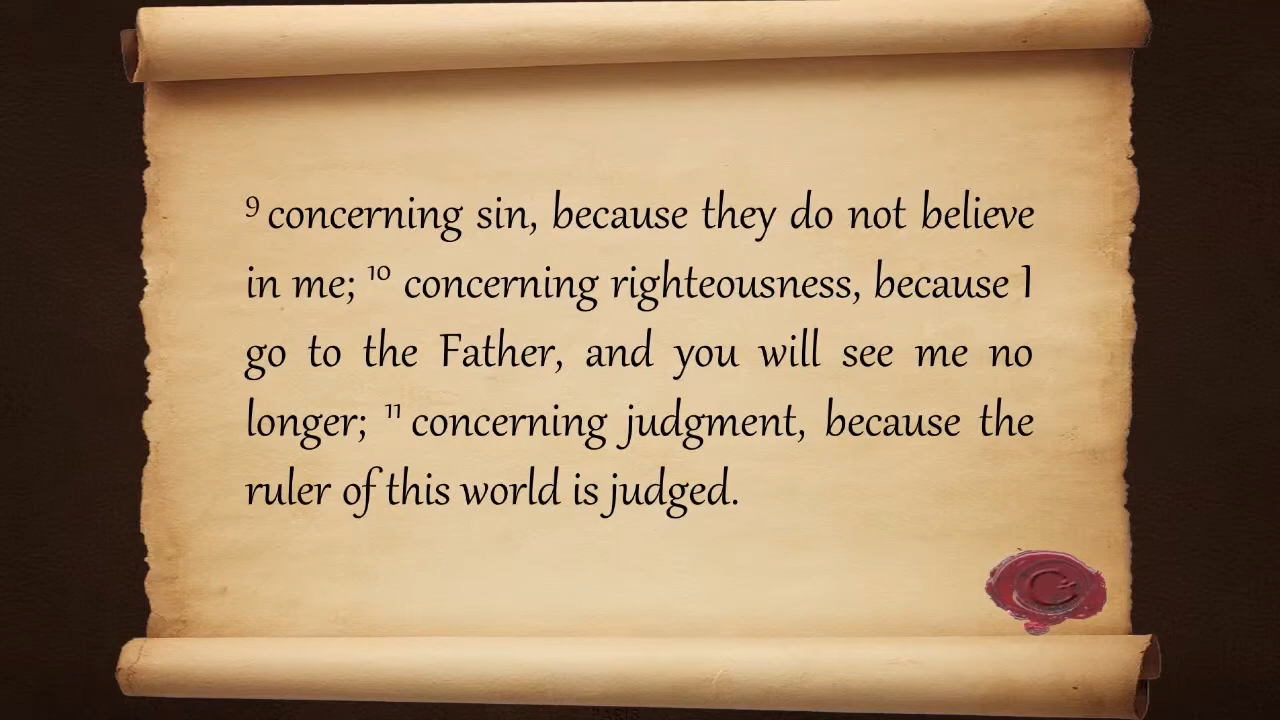 9 concerning sin, because they do not believe
in me; 10 concerning righteousness, because I
go to the Father, and you will see me no
longer; 11 concerning judgment, because the
ruler of this world is judged.
C